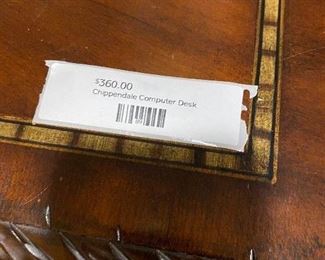 $360.00
Chippendale Computer Desk